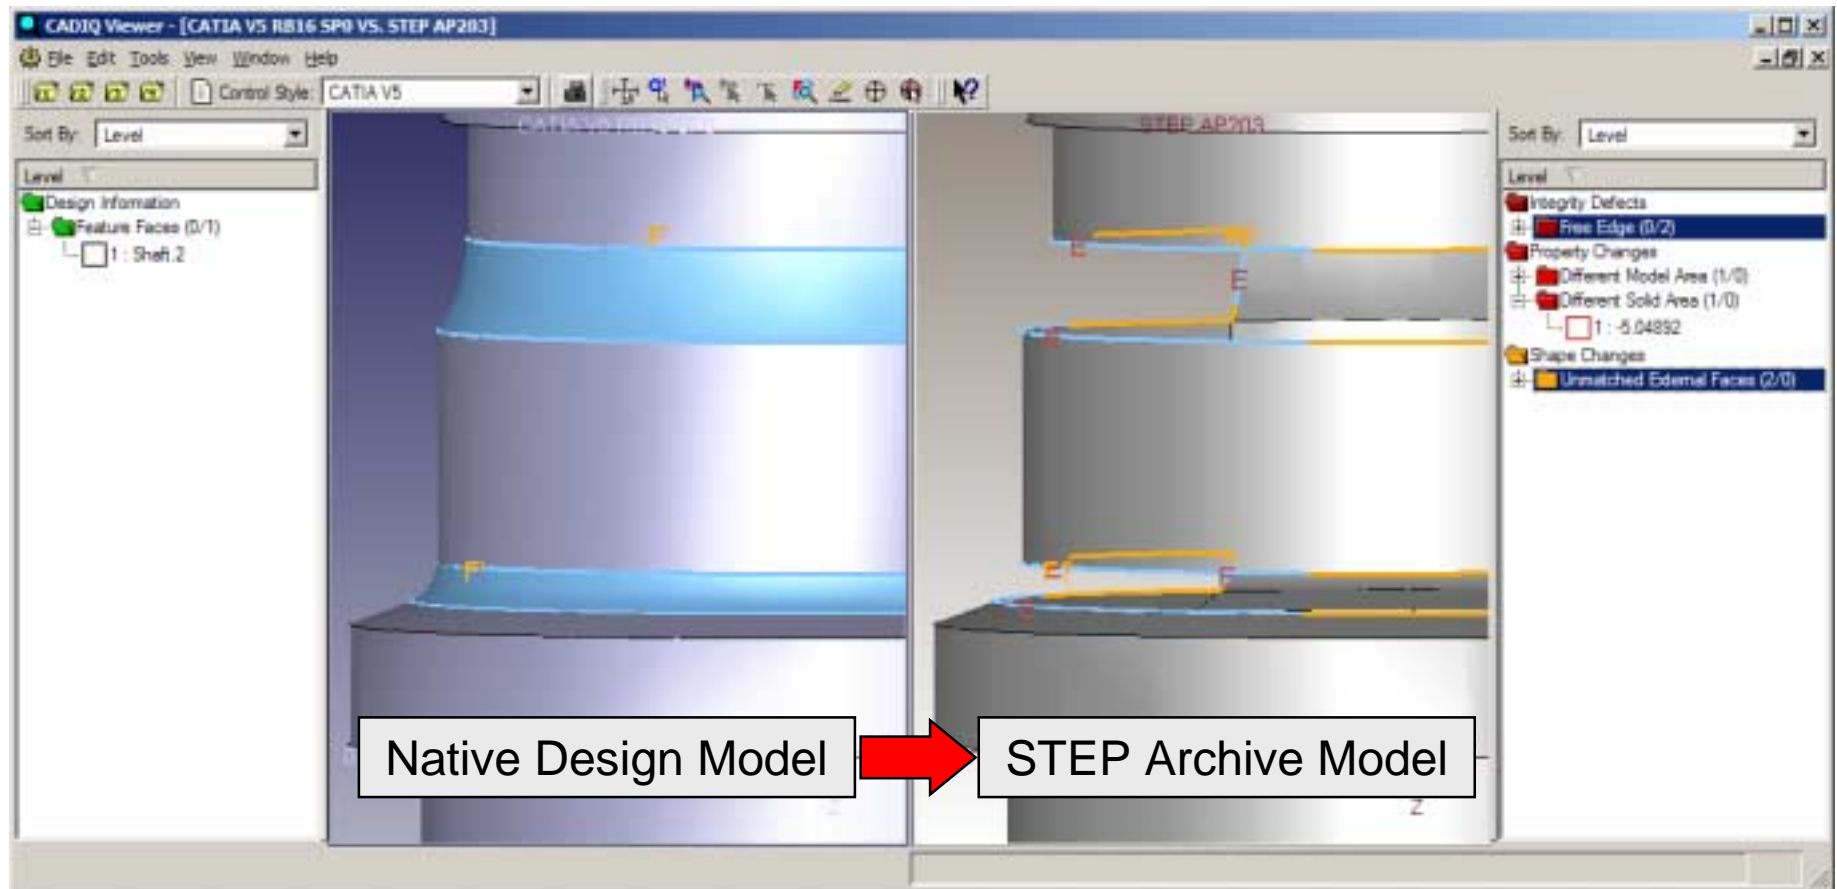 CADIQ Viewer - [CATIA V5 RB16 SP0 VS. STEP AP203]
File Edit Tools View Window Help
Control Style: CATIA V5
Sort By: Level
Level
Design Information
Feature Faces (0/1)
1 : Shaft.2
CATIA V5
F
F
STEP AP203
E
E
E
E
E
Z
Sort By: Level
Level
Integrity Defects
Free Edge (0/2)
Property Changes
Different Model Area (1/0)
Different Solid Area (1/0)
1 : -5.04892
Shape Changes
Unmatched External Faces (2/0)
Native Design Model
STEP Archive Model